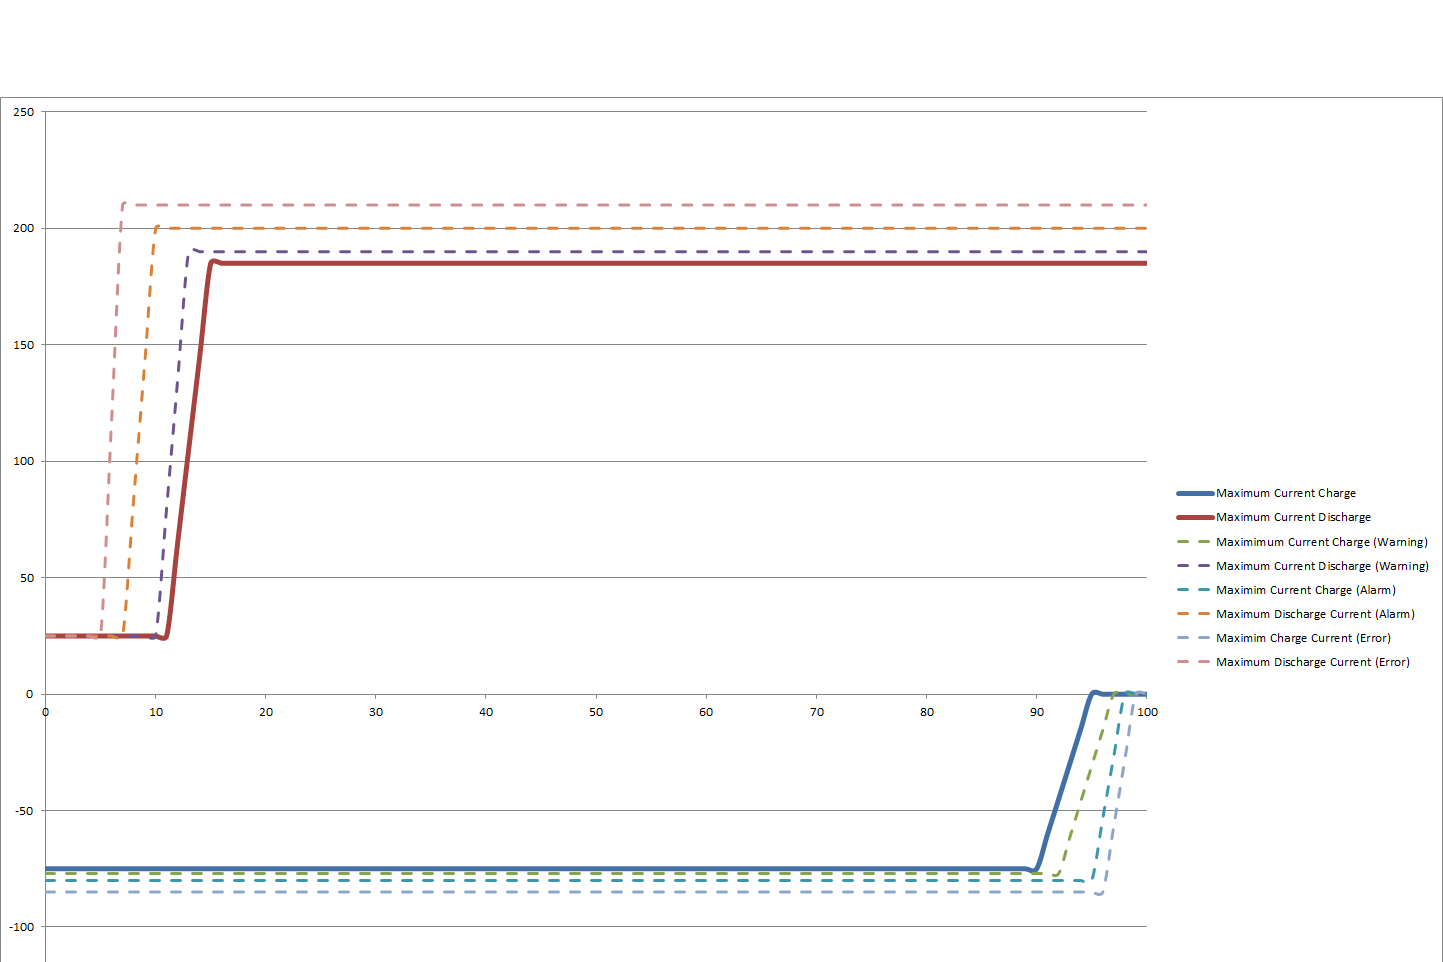 250
200
150
100
50
0
0 10 20 30 40 50 60 70 80 90 100
-50
-100
Maximum Current Charge
Maximum Current Discharge
Maximimum Current Charge (Warning)
Maximum Current Discharge (Warning)
Maximim Current Charge (Alarm)
Maximum Discharge Current (Alarm)
Maximim Charge Current (Error)
Maximum Discharge Current (Error)